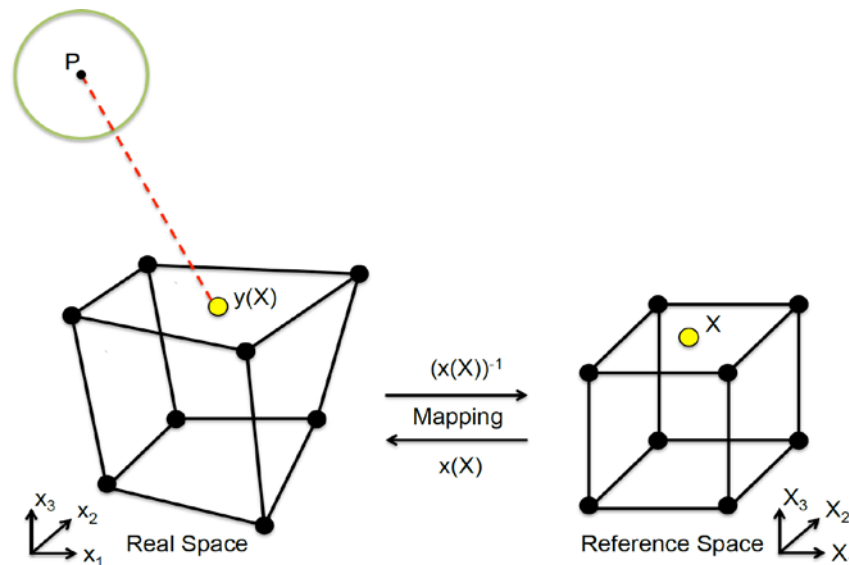 P
y(X)
X
(x(X))⁻¹
Mapping
x(X)
x₃
x₂
x₁
Real Space
Reference Space
X₃
X₂
X